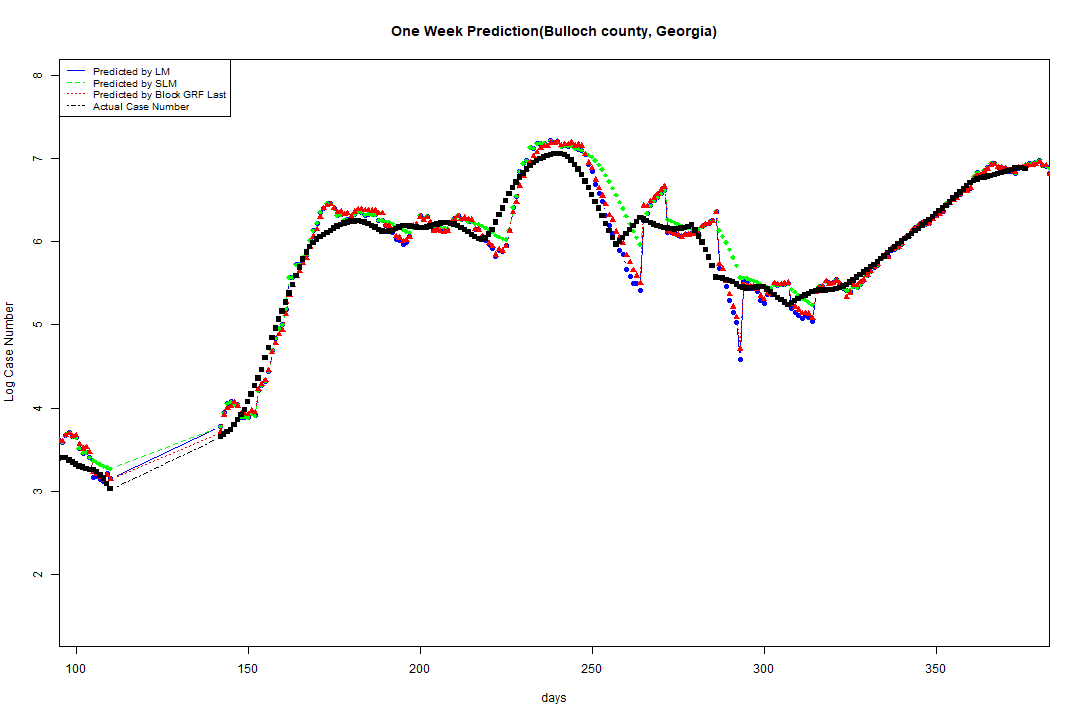 One Week Prediction(Bulloch county, Georgia)
Predicted by LM
Predicted by SLM
Predicted by Block GRF Last
Actual Case Number
Log Case Number
8
7
6
5
4
3
2
100 150 200 250 300 350
days